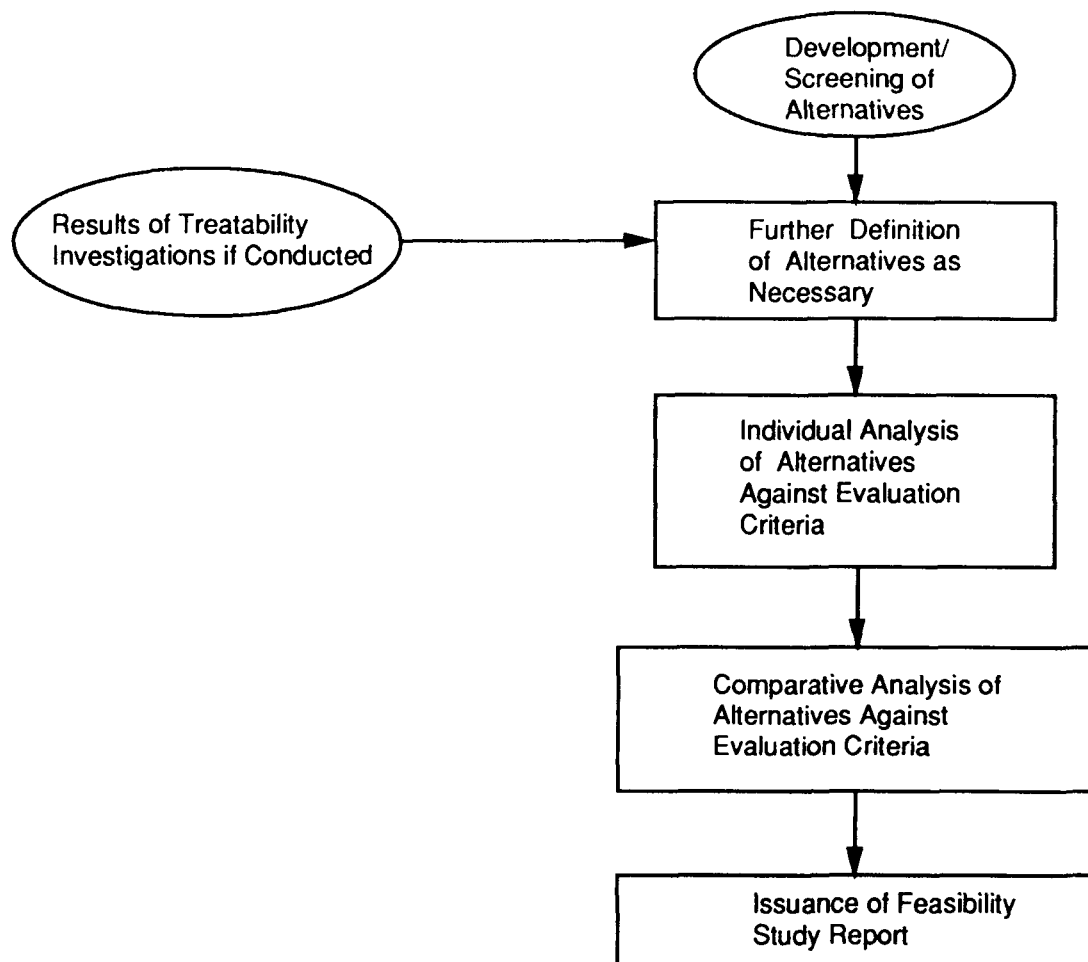 Development/
Screening of
Alternatives
Results of Treatability
Investigations if Conducted
Further Definition
of Alternatives as
Necessary
Individual Analysis
of Alternatives
Against Evaluation
Criteria
Comparative Analysis of
Alternatives Against
Evaluation Criteria
Issuance of Feasibility
Study Report